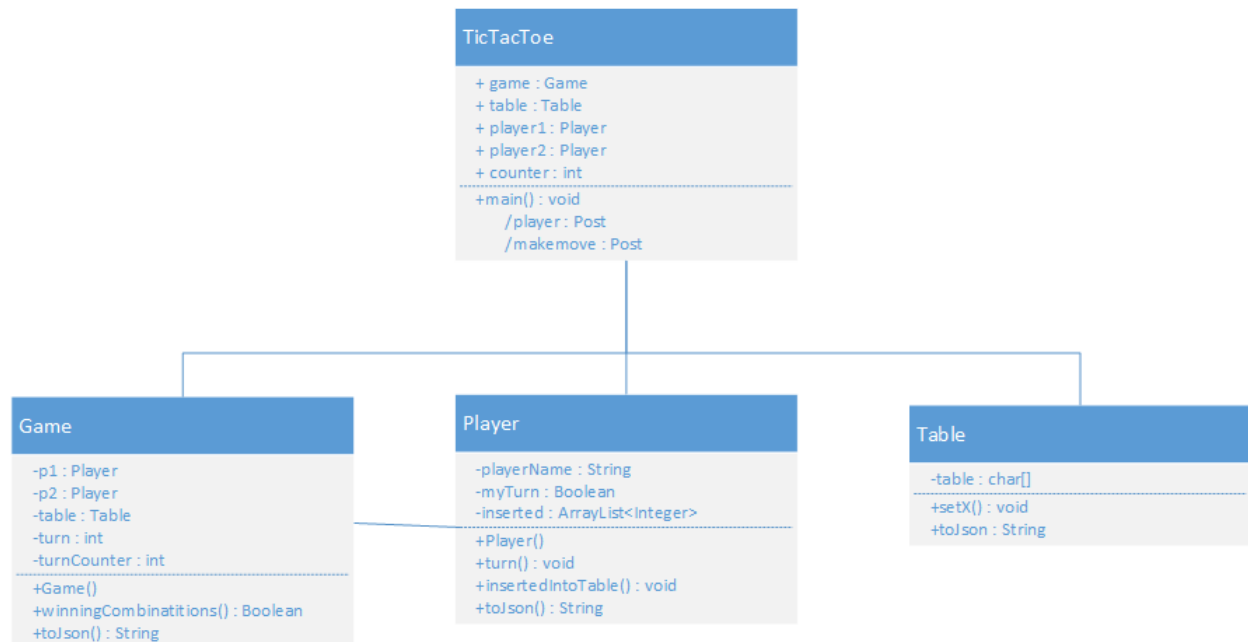 TicTacToe
+ game : Game
+ table : Table
+ player1 : Player
+ player2 : Player
+ counter : int
+main() : void
/player : Post
/makemove : Post
Game
-p1 : Player
-p2 : Player
-table : Table
-turn : int
-turnCounter : int
+Game()
+winningCombinatitions() : Boolean
+toJson() : String
Player
-playerName : String
-myTurn : Boolean
-inserted : ArrayList<Integer>
+Player()
+turn() : void
+insertedIntoTable() : void
+toJson() : String
Table
-table : char[]
+setX() : void
+toJson : String